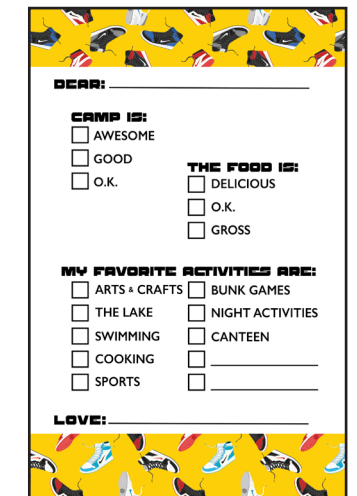 DEAR:
CAMP IS:
AWESOME
GOOD
O.K.
THE FOOD IS:
DELICIOUS
O.K.
GROSS
MY FAVORITE ACTIVITIES ARE:
ARTS & CRAFTS BUNK GAMES
THE LAKE NIGHT ACTIVITIES
SWIMMING CANTEEN
COOKING
SPORTS
LOVE: